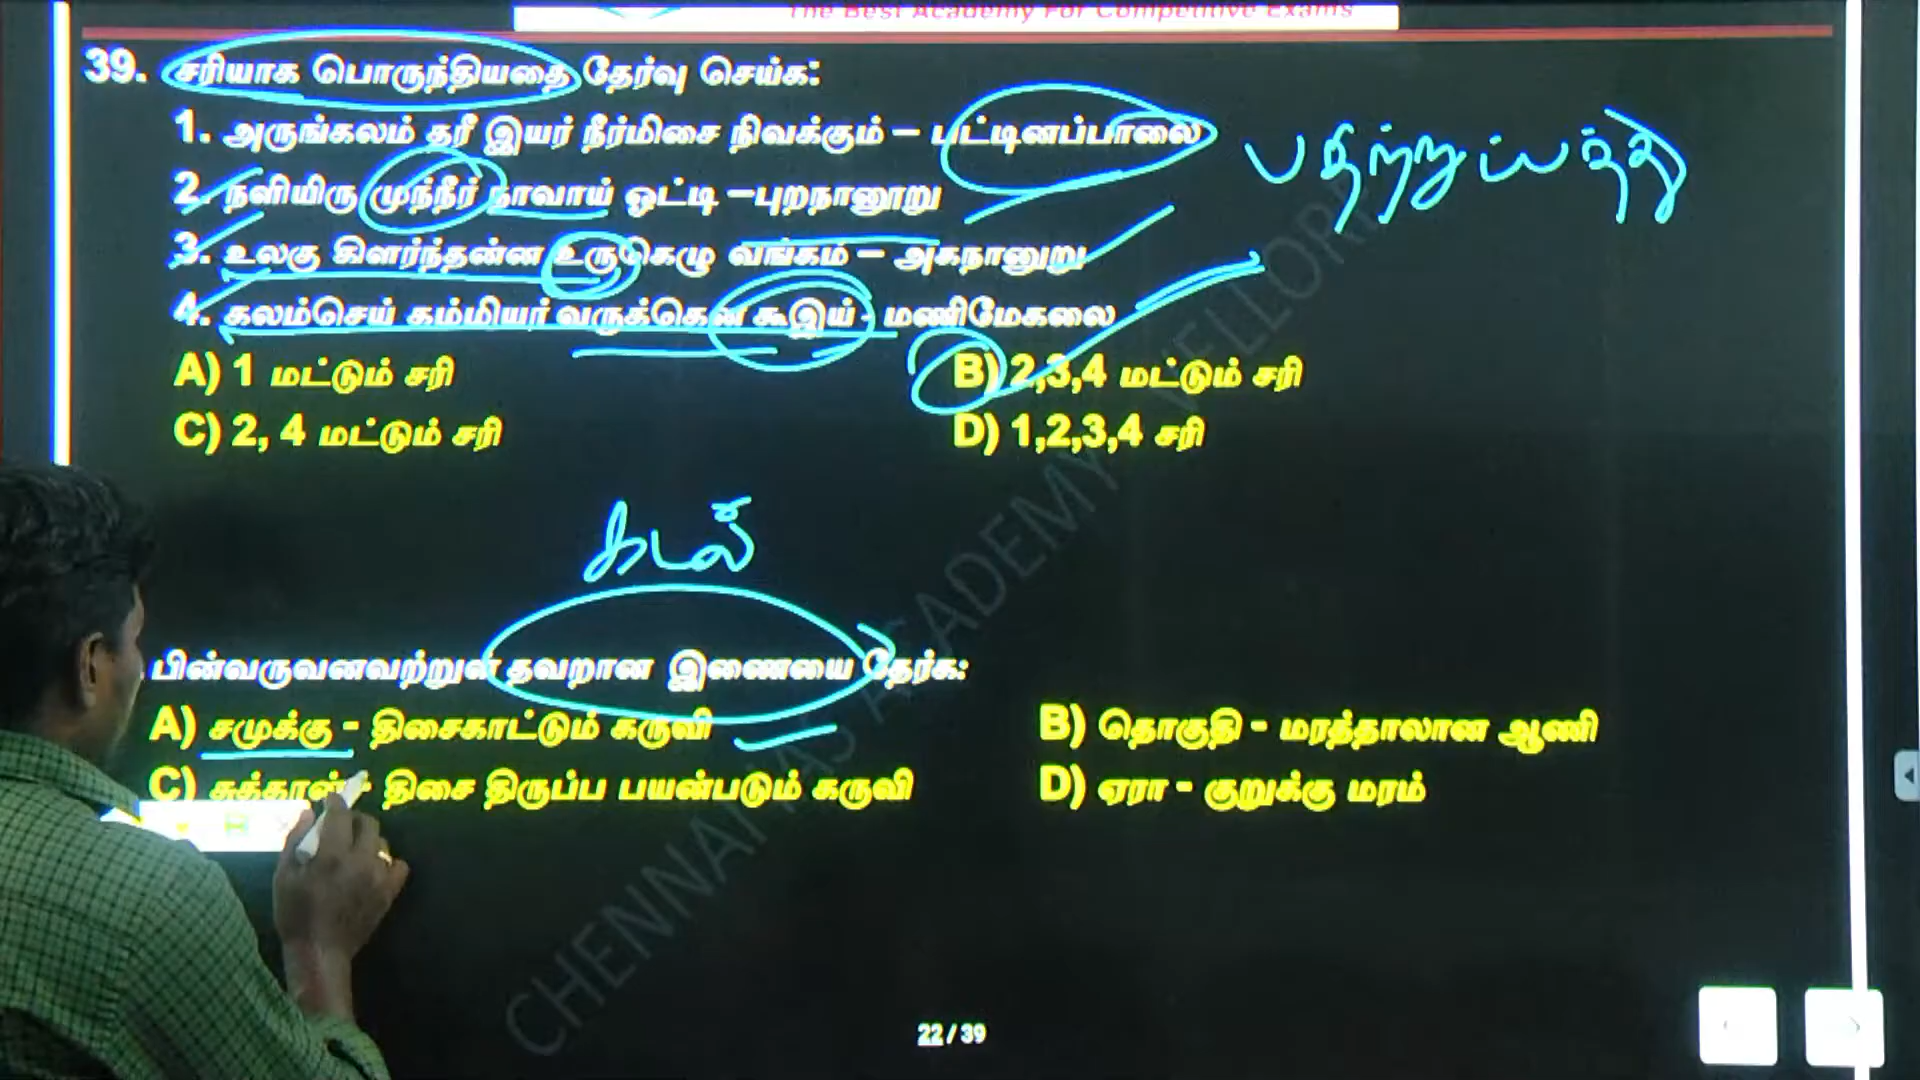 The Best Academy For Competitive Exams
39. சரியாக பொருந்தியதை தேர்வு செய்க:
1. அருங்கலம் தரீ இயர் நீர்மிசை நிவக்கும் – பட்டினப்பாலை
பதிற்றுப்பத்து
2. நளியிரு முந்நீர் நாவாய் ஓட்டி –புறநானூறு
3. உலகு கிளர்ந்தன்ன உருகெழு வங்கம் – அகநானுறு
4. கலம்செய் கம்மியர் வருக்கென கூஇய் - மணிமேகலை
A) 1 மட்டும் சரி
B) 2,3,4 மட்டும் சரி
C) 2, 4 மட்டும் சரி
D) 1,2,3,4 சரி
கடல்
பின்வருவனவற்றுள் தவறான இணையை தேர்க:
A) சமுக்கு - திசைகாட்டும் கருவி
B) தொகுதி - மரத்தாலான ஆணி
C) சுக்கான் - திசை திருப்ப பயன்படும் கருவி
D) ஏரா - குறுக்கு மரம்
CHENNAI IAS ACADEMY VELLORE
22 / 39